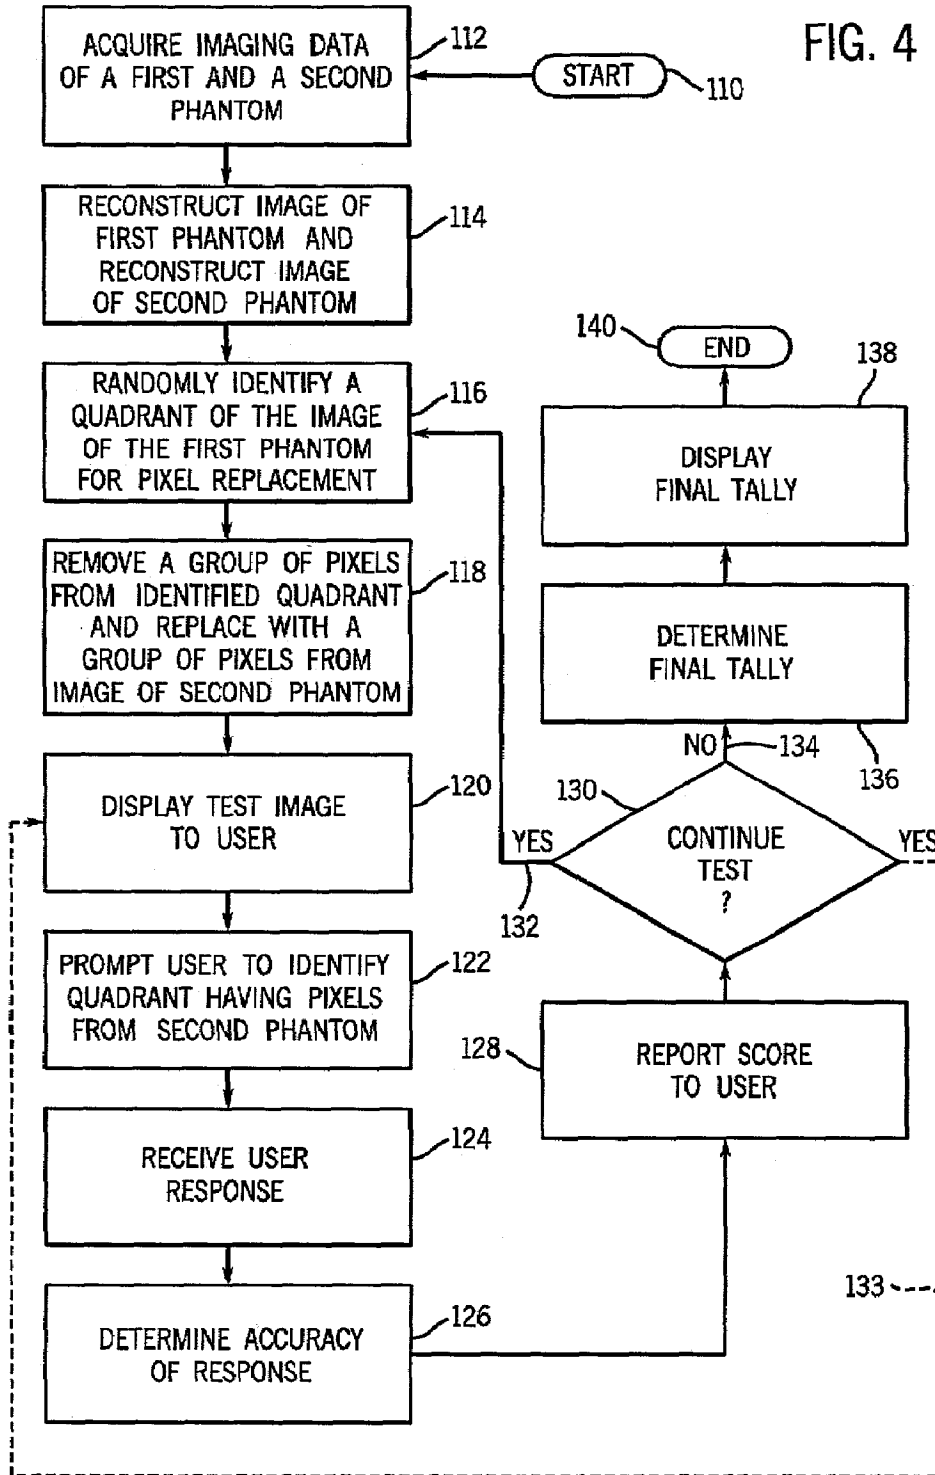 FIG. 4
START
110
ACQUIRE IMAGING DATA
OF A FIRST AND A SECOND
PHANTOM
112
RECONSTRUCT IMAGE OF
FIRST PHANTOM AND
RECONSTRUCT IMAGE
OF SECOND PHANTOM
114
RANDOMLY IDENTIFY A
QUADRANT OF THE IMAGE
OF THE FIRST PHANTOM
FOR PIXEL REPLACEMENT
116
REMOVE A GROUP OF PIXELS
FROM IDENTIFIED QUADRANT
AND REPLACE WITH A
GROUP OF PIXELS FROM
IMAGE OF SECOND PHANTOM
118
DISPLAY TEST IMAGE
TO USER
120
PROMPT USER TO IDENTIFY
QUADRANT HAVING PIXELS
FROM SECOND PHANTOM
122
RECEIVE USER
RESPONSE
124
DETERMINE ACCURACY
OF RESPONSE
126
REPORT SCORE
TO USER
128
CONTINUE
TEST
?
130
YES
132
YES
133
NO
134
DETERMINE
FINAL TALLY
136
DISPLAY
FINAL TALLY
138
END
140